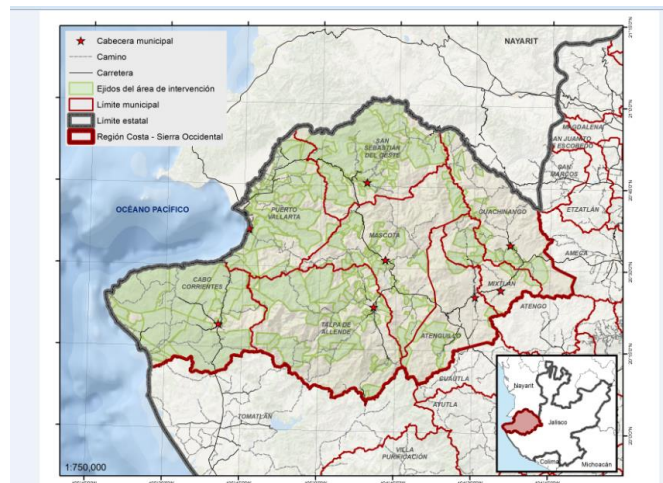 Cabecera municipal
Camino
Carretera
Ejidos del área de intervención
Límite municipal
Límite estatal
Región Costa - Sierra Occidental
NAYARIT
MAGDALENA
SAN JUANITO
DE ESCOBEDO
SAN
MARCOS
ETZATLÁN
SAN
SEBASTIÁN
DEL OESTE
OCÉANO PACÍFICO
PUERTO
VALLARTA
GUACHINANGO
MASCOTA
AMECA
CABO
CORRIENTES
MIXTLÁN
ATENGO
TALPA DE
ALLENDE
ATENGUILLO
CUAUTLA
AYUTLA
TOMATLÁN
VILLA
PURIFICACIÓN
Nayarit
Jalisco
Colima
Michoacán
1:750,000